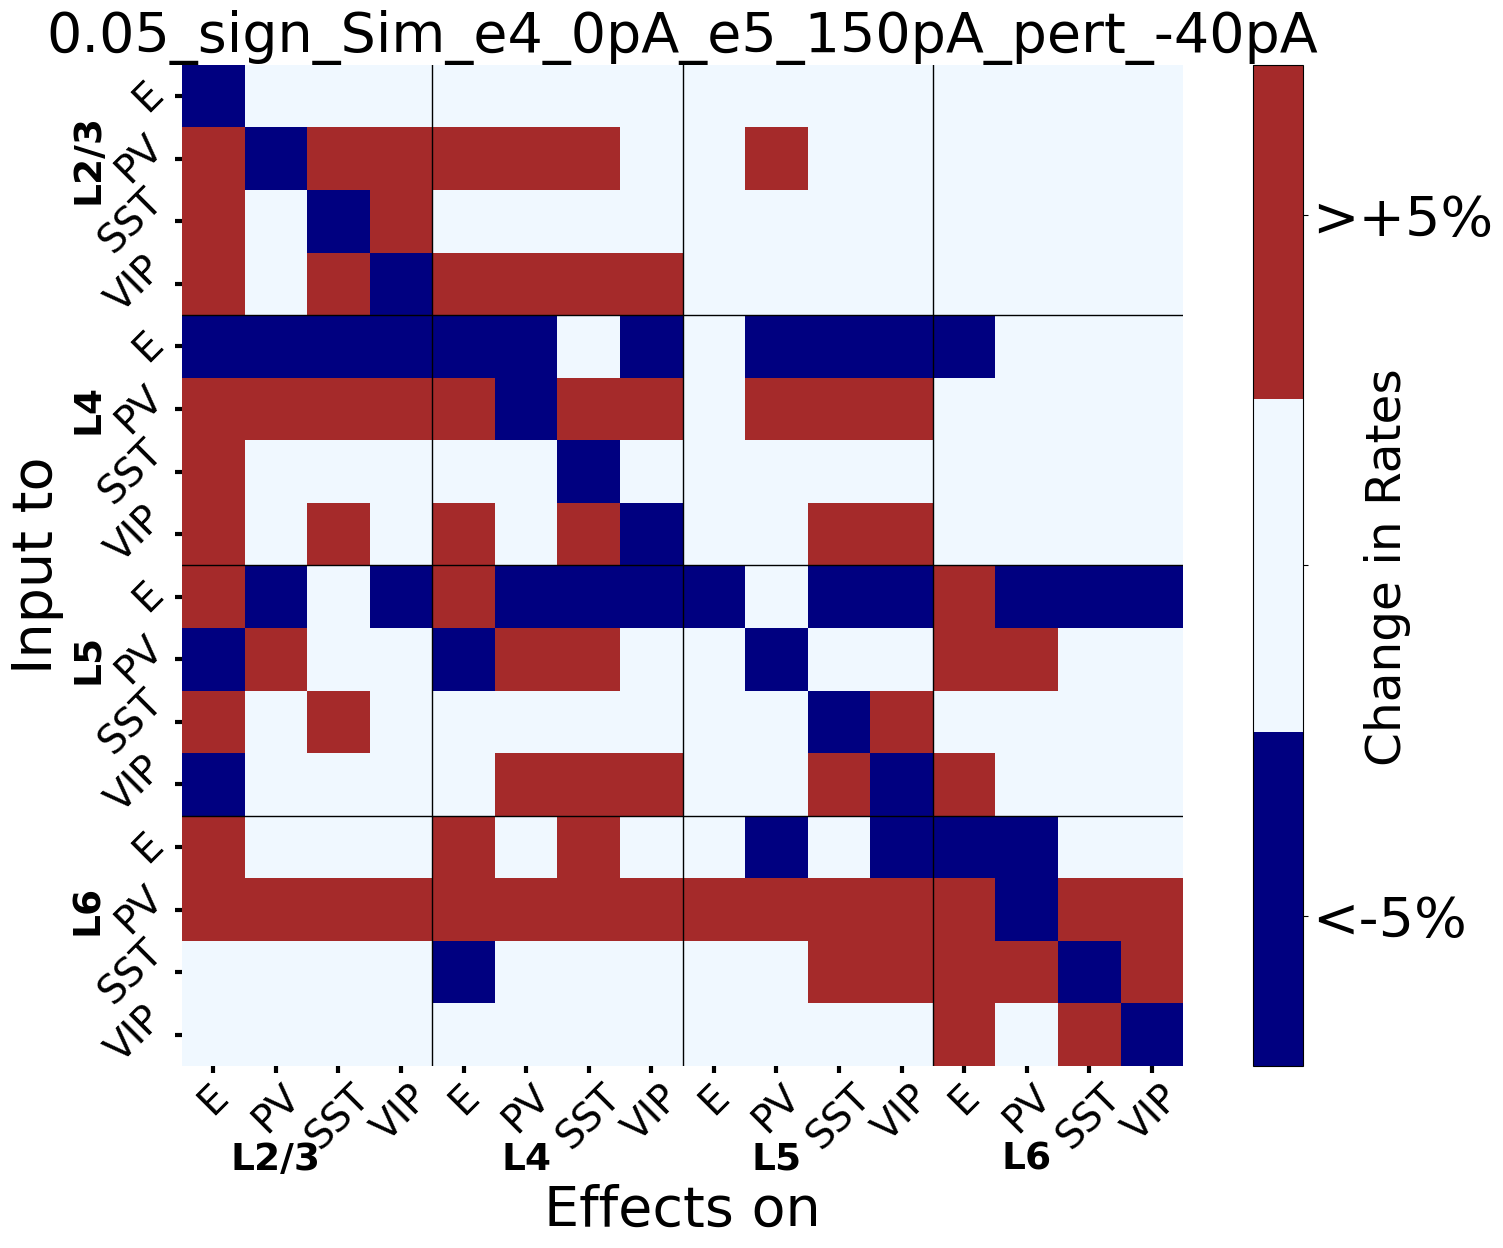 0.05_sign_Sim_e4_0pA_e5_150pA_pert_-40pA
Input to
L2/3
E
PV
SST
VIP
L4
E
PV
SST
VIP
L5
E
PV
SST
VIP
L6
E
PV
SST
VIP
E PV SST VIP E PV SST VIP E PV SST VIP E PV SST VIP
L2/3 L4 L5 L6
Effects on
>+5%
<-5%
Change in Rates